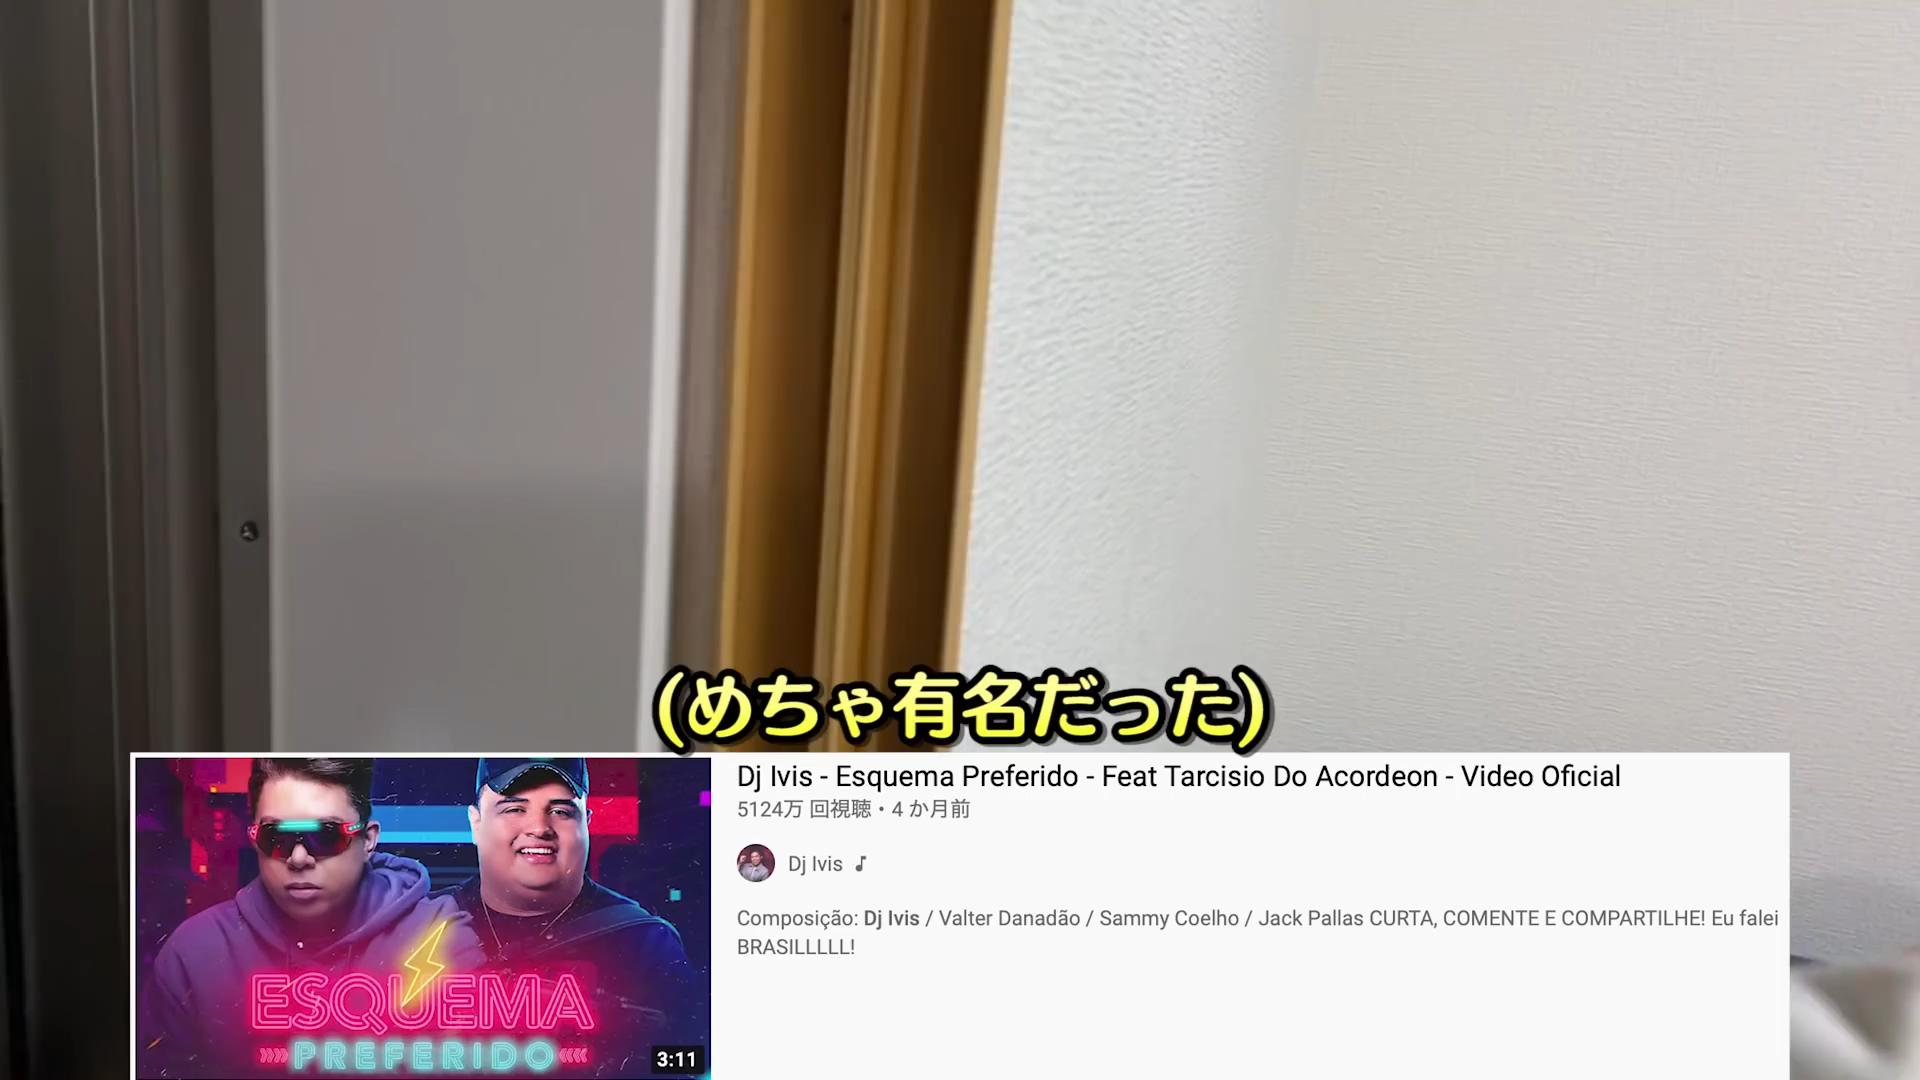 (めちゃ有名だった)
Dj Ivis - Esquema Preferido - Feat Tarcisio Do Acordeon - Video Oficial
5124万 回視聴・4 か月前
Dj Ivis ♪
Composição: Dj Ivis / Valter Danadão / Sammy Coelho / Jack Pallas CURTA, COMENTE E COMPARTILHE! Eu falei
BRASILLLLL!
ESQUEMA
»»PREFERIDO««
3:11